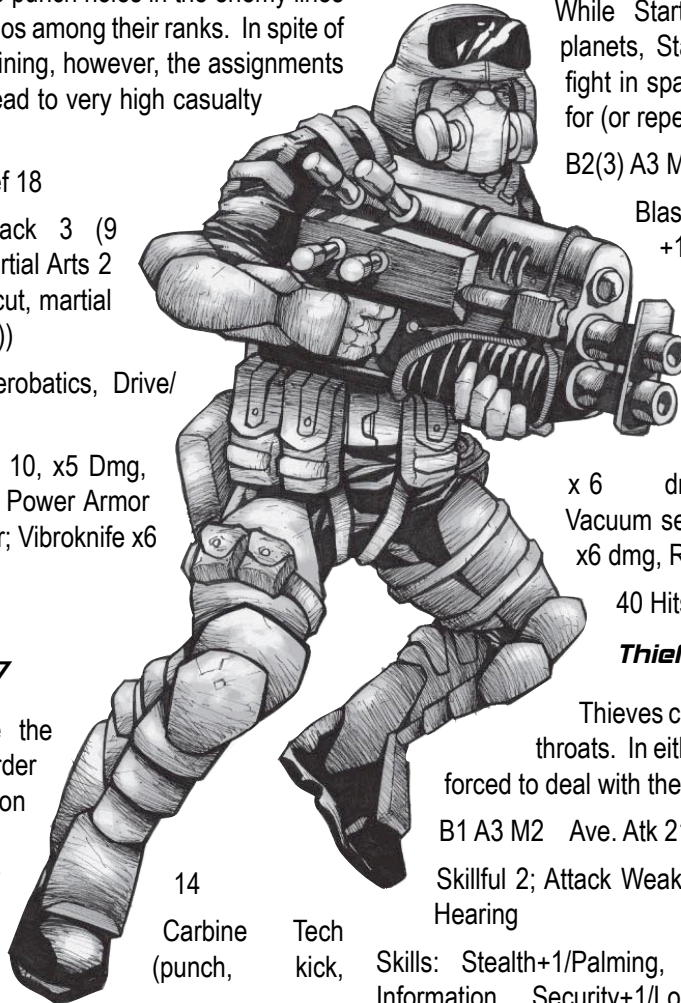 punch holes in the enemy lines
os among their ranks. In spite of
ining, however, the assignments
ead to very high casualty
ef 18
ack 3 (9
rtial Arts 2
cut, martial
))
erobatics, Drive/
10, x5 Dmg,
Power Armor
r; Vibroknife x6
7
the
rder
on
14
Carbine Tech
(punch, kick,
While Start
planets, Sta
fight in spa
for (or repe
B2(3) A3 M
Blas
+1
x 6 dr
Vacuum se
x6 dmg, R
40 Hits
Thief
Thieves c
throats. In eit
forced to deal with the
B1 A3 M2 Ave. Atk 2
Skillful 2; Attack Weak
Hearing
Skills: Stealth+1/Palming,
Information, Security+1/Lo